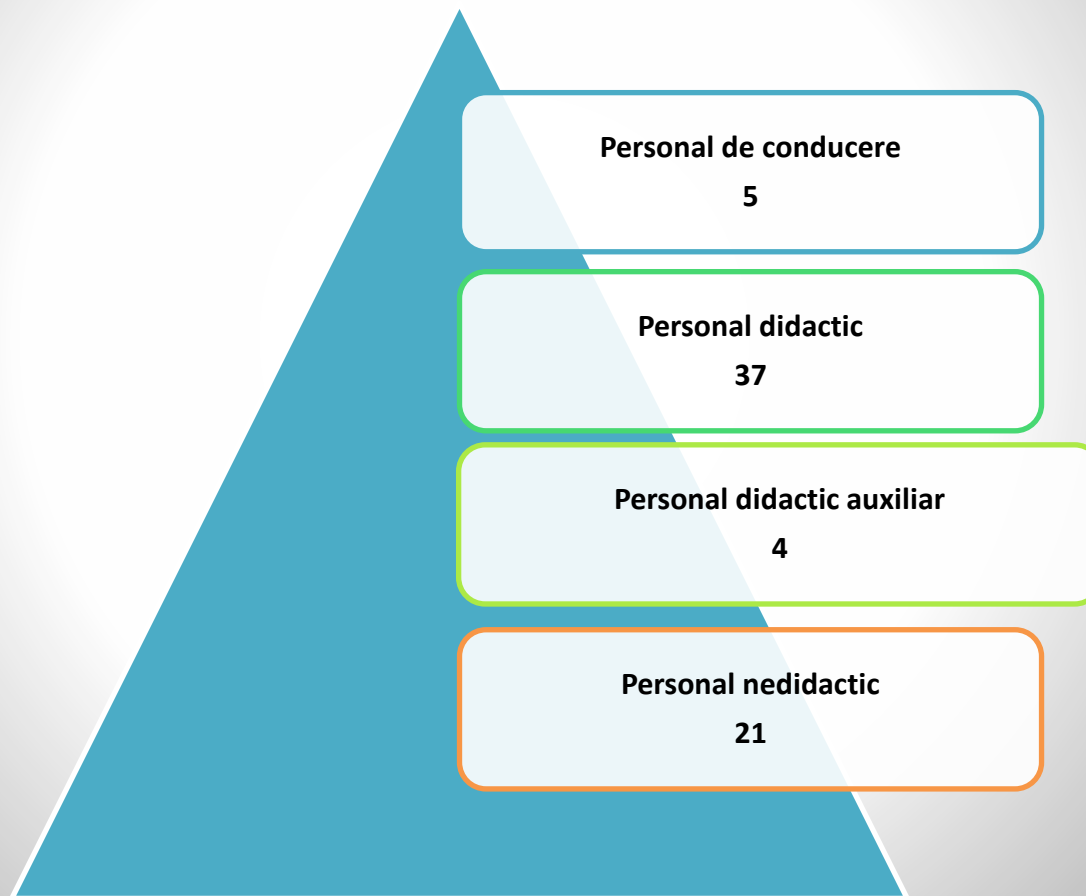 Personal de conducere
5
Personal didactic
37
Personal didactic auxiliar
4
Personal nedidactic
21